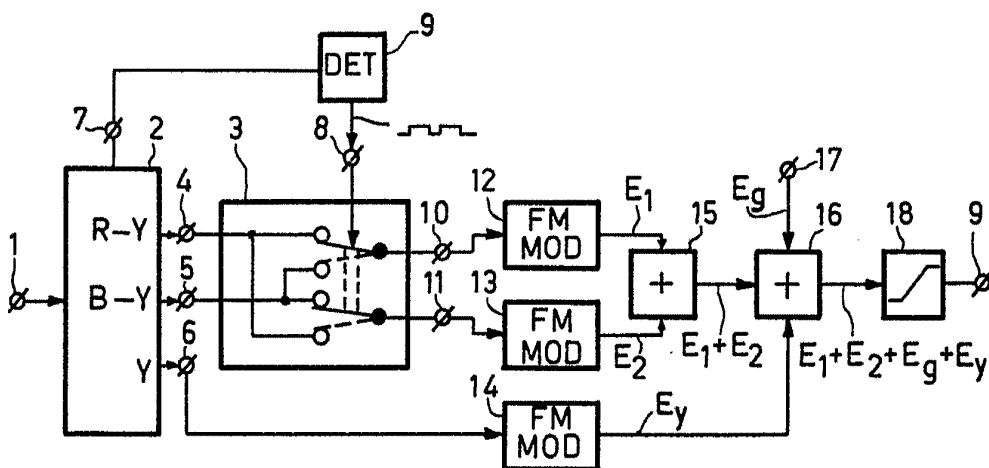 9
DET
7
2
3
8
4
R–Y
1
5
B–Y
6
Y
10
11
12
FM
MOD
E1
13
FM
MOD
E2
14
FM
MOD
Ey
15
+
E1+E2
17
Eg
16
+
E1+E2+Eg+Ey
18
9